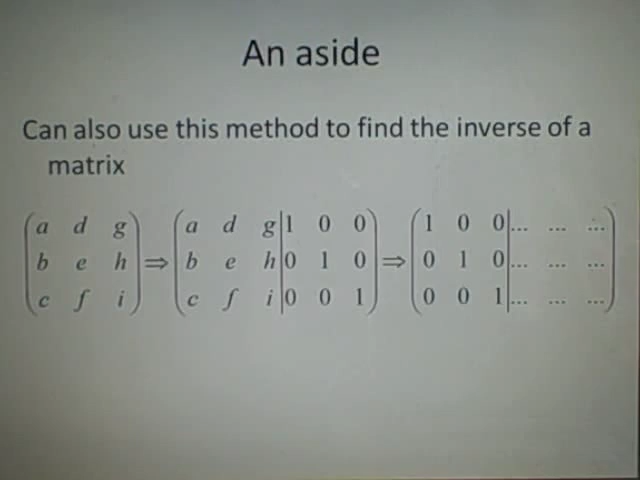 An aside
Can also use this method to find the inverse of a
matrix
a d g ⇒ a d g | 1 0 0 ⇒ 1 0 0 | ... ... ...
b e h b e h | 0 1 0 0 1 0 | ... ... ...
c f i c f i | 0 0 1 0 0 1 | ... ... ...